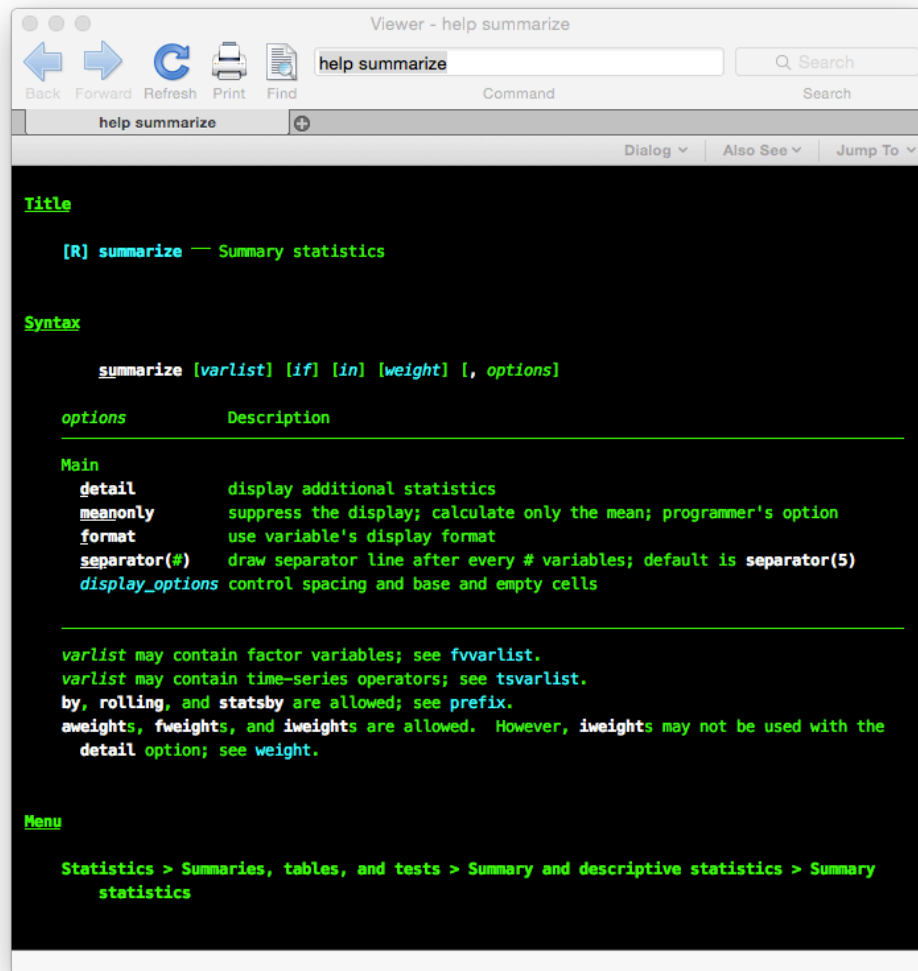 Viewer - help summarize
help summarize
Search
Back Forward Refresh Print Find Command Search
help summarize
Dialog Also See Jump To
Title
[R] summarize — Summary statistics
Syntax
summarize [varlist] [if] [in] [weight] [, options]
options Description
Main
detail display additional statistics
meanonly suppress the display; calculate only the mean; programmer's option
format use variable's display format
separator(#) draw separator line after every # variables; default is separator(5)
display_options control spacing and base and empty cells
varlist may contain factor variables; see fvvarlist.
varlist may contain time-series operators; see tsvarlist.
by, rolling, and statsby are allowed; see prefix.
aweights, fweights, and iweights are allowed. However, iweights may not be used with the
detail option; see weight.
Menu
Statistics > Summaries, tables, and tests > Summary and descriptive statistics > Summary
statistics